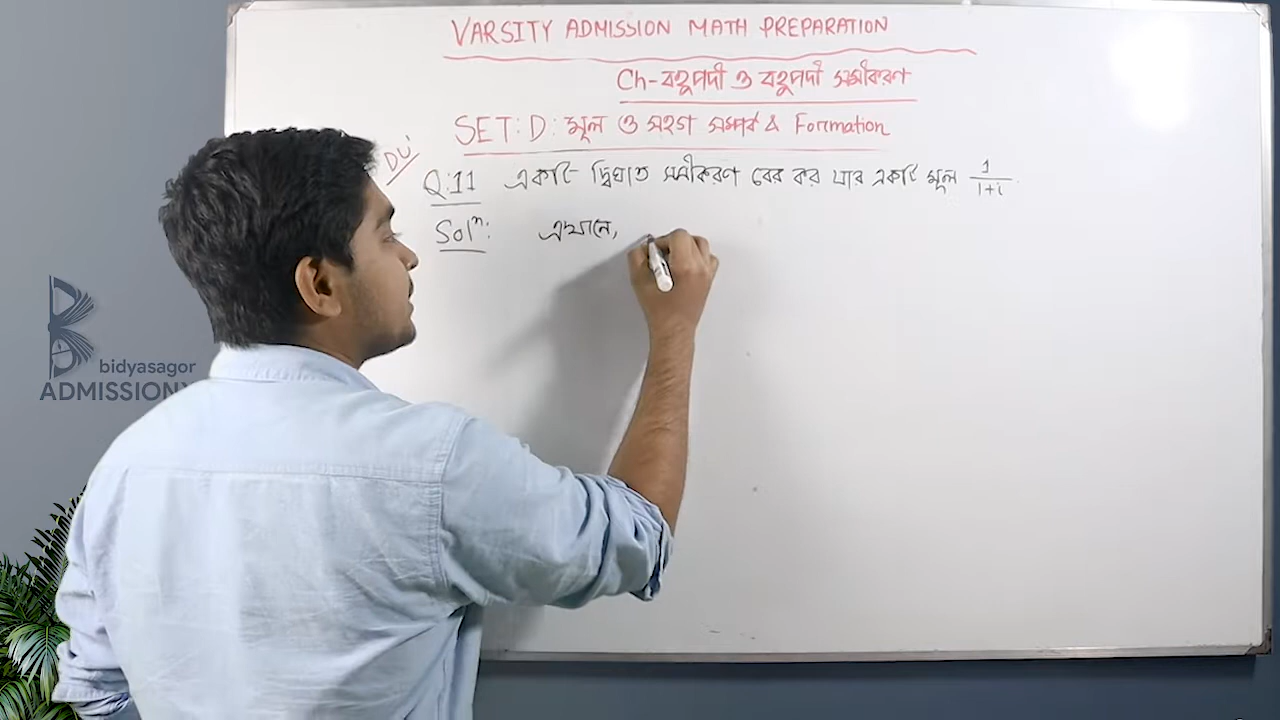 VARSITY ADMISSION MATH PREPARATION
Ch-বহুপদী ও বহুপদী সমীকরণ
SET: D: মূল ও সহগ সম্পর্ক & Formation
DU
Q:11 একটি দ্বিঘাত সমীকরণ বের কর যার একটি মূল 1/1+i
Solⁿ: এখানে,
bidyasagor
ADMISSION